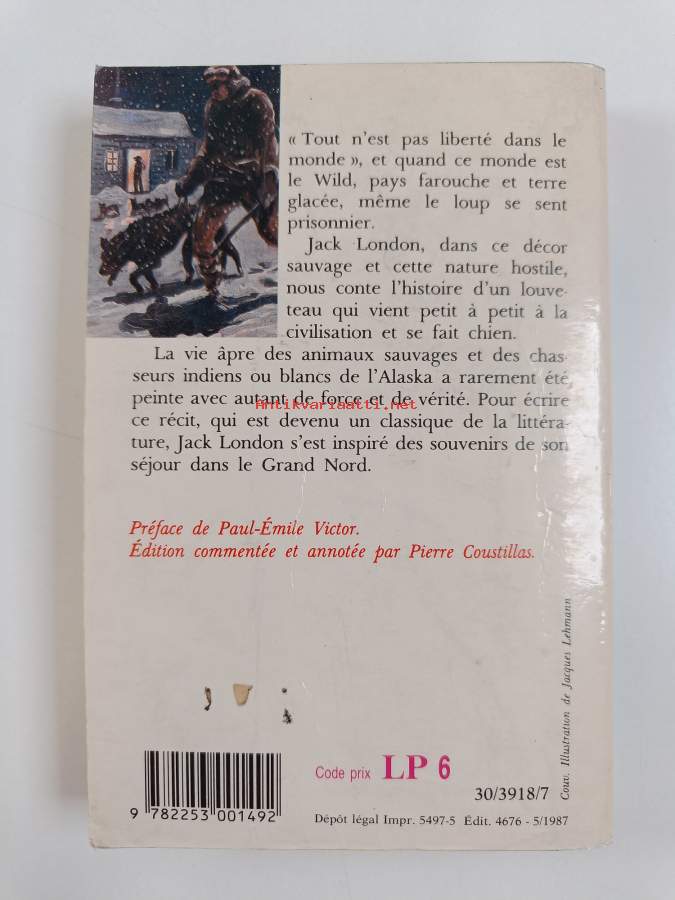 « Tout n'est pas liberté dans le
monde », et quand ce monde est
le Wild, pays farouche et terre
glacée, même le loup se sent
prisonnier.
Jack London, dans ce décor
sauvage et cette nature hostile,
nous conte l'histoire d'un louve-
teau qui vient petit à petit à la
civilisation et se fait chien.
La vie âpre des animaux sauvages et des chas-
seurs indiens ou blancs de l'Alaska a rarement été
peinte avec autant de force et de vérité. Pour écrire
Antikvariaatti.net
ce récit, qui est devenu un classique de la littéra-
ture, Jack London s'est inspiré des souvenirs de son
séjour dans le Grand Nord.
Préface de Paul-Émile Victor.
Édition commentée et annotée par Pierre Coustillas.
Couv. Illustration de Jacques Lehmann
Code prix LP 6
30/3918/7
9 782253 001492
Dépôt légal Impr. 5497-5 Édit. 4676 - 5/1987